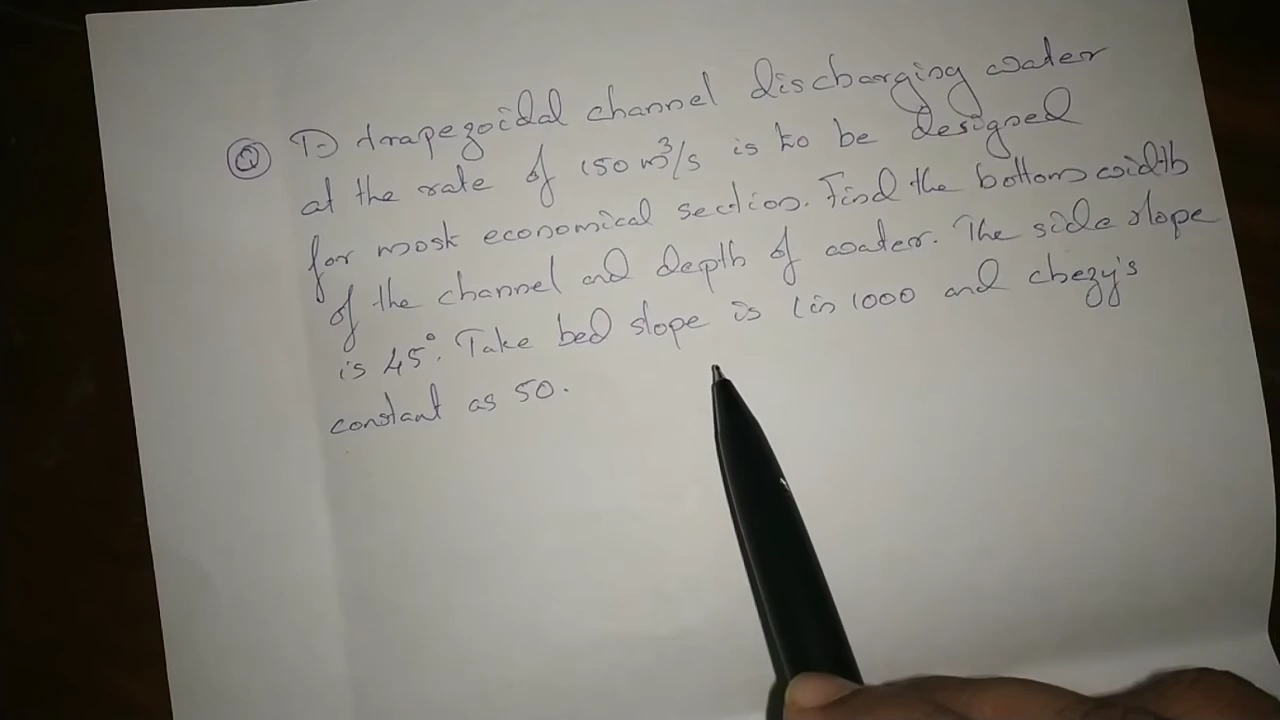 Q 1) A trapezoidal channel discharging water
at the rate of 150 m³/s is to be designed
for most economical section. Find the bottom width
of the channel and depth of water. The side slope
is 45°. Take bed slope is 1 in 1000 and chezy's
constant as 50.